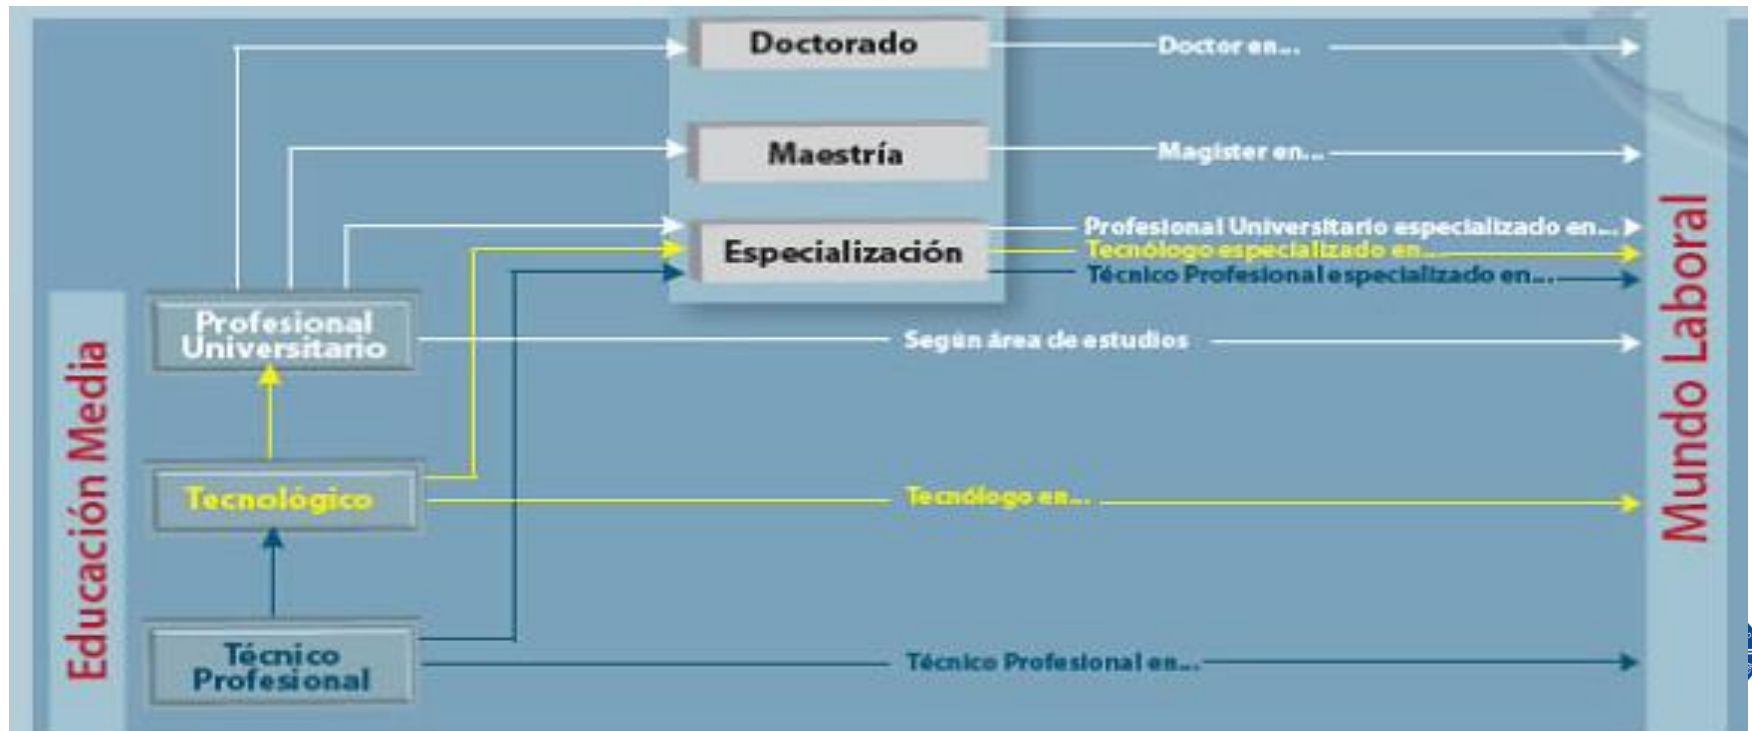 Doctorado
Doctor en...
Maestría
Magister en...
Especialización
Profesional Universitario especializado en...
Tecnólogo especializado en...
Técnico Profesional especializado en...
Profesional
Universitario
Según área de estudios
Tecnológico
Tecnólogo en...
Técnico
Profesional
Técnico Profesional en...
Educación Media
Mundo Laboral